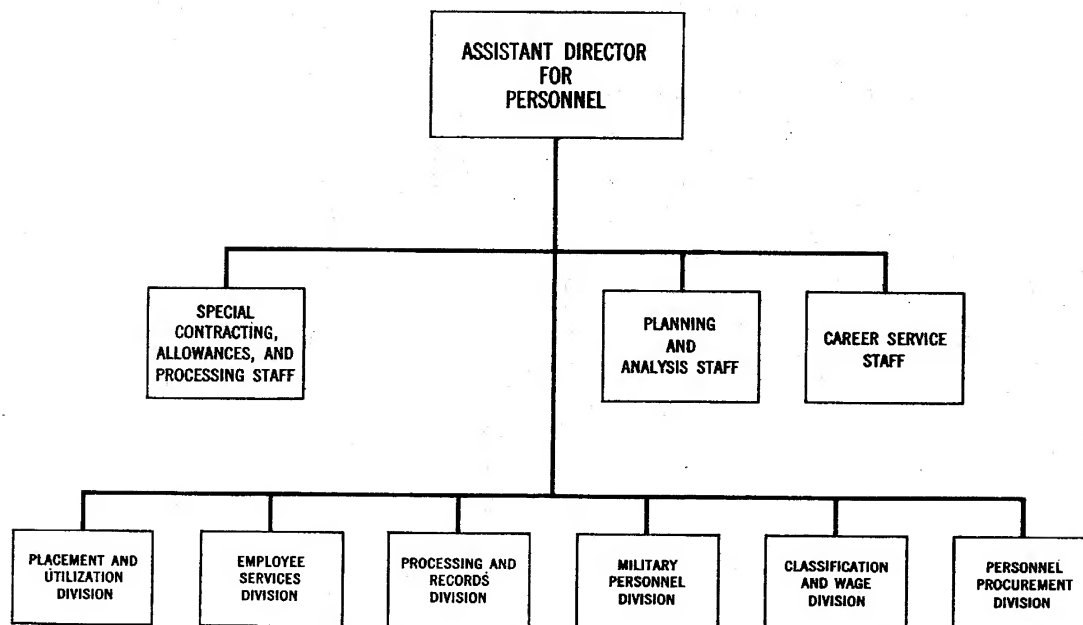 ASSISTANT DIRECTOR
FOR
PERSONNEL
SPECIAL
CONTRACTING,
ALLOWANCES, AND
PROCESSING STAFF
PLANNING
AND
ANALYSIS STAFF
CAREER SERVICE
STAFF
PLACEMENT AND
UTILIZATION
DIVISION
EMPLOYEE
SERVICES
DIVISION
PROCESSING AND
RECORDS
DIVISION
MILITARY
PERSONNEL
DIVISION
CLASSIFICATION
AND WAGE
DIVISION
PERSONNEL
PROCUREMENT
DIVISION